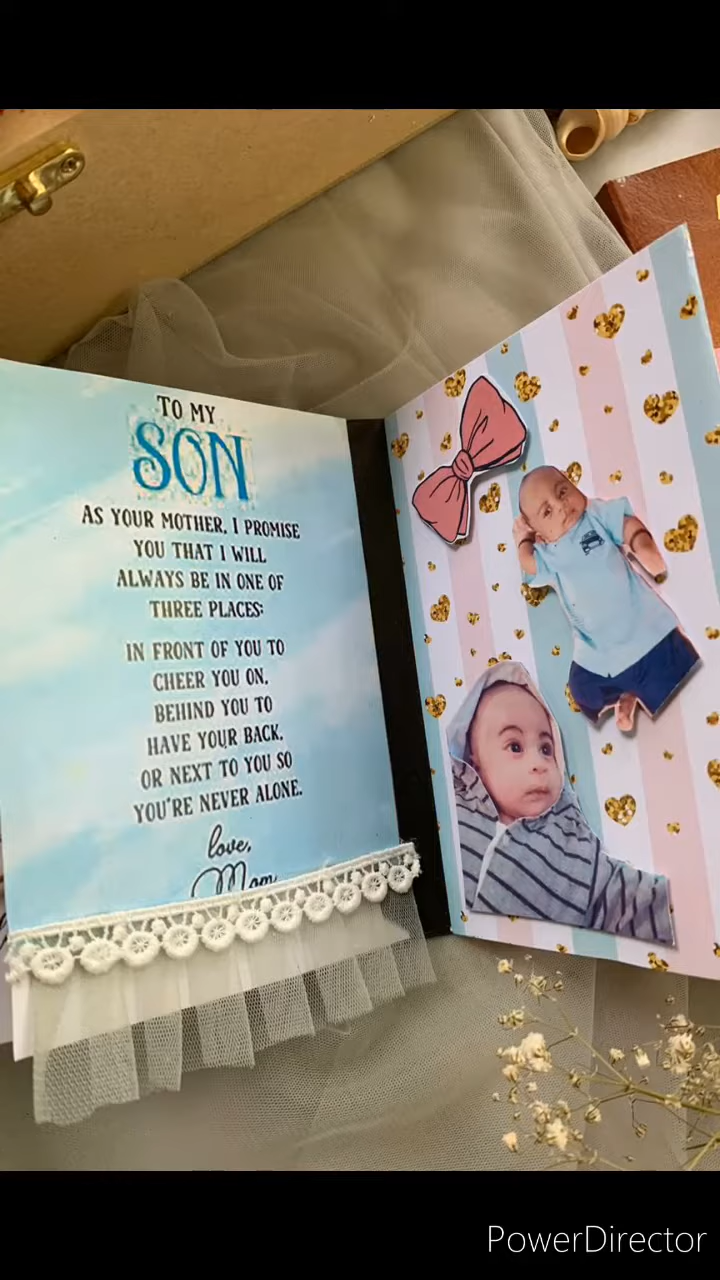 TO MY
SON
AS YOUR MOTHER, I PROMISE
YOU THAT I WILL
ALWAYS BE IN ONE OF
THREE PLACES:
IN FRONT OF YOU TO
CHEER YOU ON,
BEHIND YOU TO
HAVE YOUR BACK,
OR NEXT TO YOU SO
YOU'RE NEVER ALONE.
love,
Mom
PowerDirector